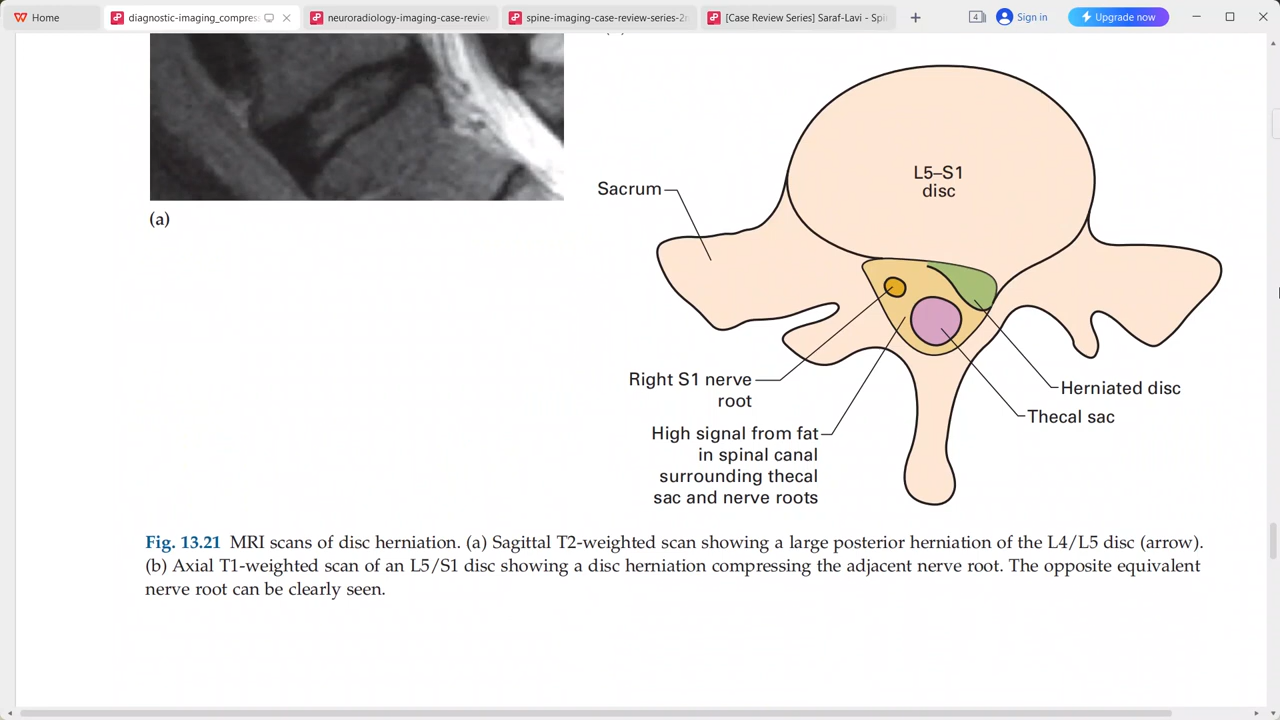 Home
diagnostic-imaging_compres
neuroradiology-imaging-case-review
spine-imaging-case-review-series-2
[Case Review Series] Saraf-Lavi - Spi
4
Sign in
Upgrade now
(a)
Sacrum
L5–S1
disc
Right S1 nerve
root
High signal from fat
in spinal canal
surrounding thecal
sac and nerve roots
Herniated disc
Thecal sac
Fig. 13.21 MRI scans of disc herniation. (a) Sagittal T2-weighted scan showing a large posterior herniation of the L4/L5 disc (arrow).
(b) Axial T1-weighted scan of an L5/S1 disc showing a disc herniation compressing the adjacent nerve root. The opposite equivalent
nerve root can be clearly seen.